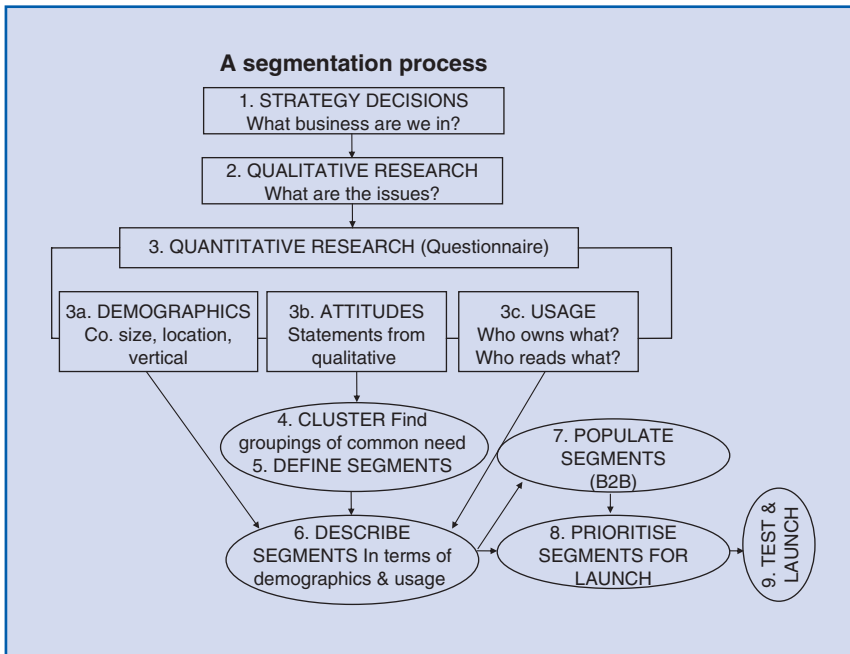 A segmentation process
1. STRATEGY DECISIONS
What business are we in?
2. QUALITATIVE RESEARCH
What are the issues?
3. QUANTITATIVE RESEARCH (Questionnaire)
3a. DEMOGRAPHICS
Co. size, location,
vertical
3b. ATTITUDES
Statements from
qualitative
3c. USAGE
Who owns what?
Who reads what?
4. CLUSTER Find
groupings of common need
5. DEFINE SEGMENTS
6. DESCRIBE
SEGMENTS In terms of
demographics & usage
7. POPULATE
SEGMENTS
(B2B)
8. PRIORITISE
SEGMENTS FOR
LAUNCH
9. TEST &
LAUNCH